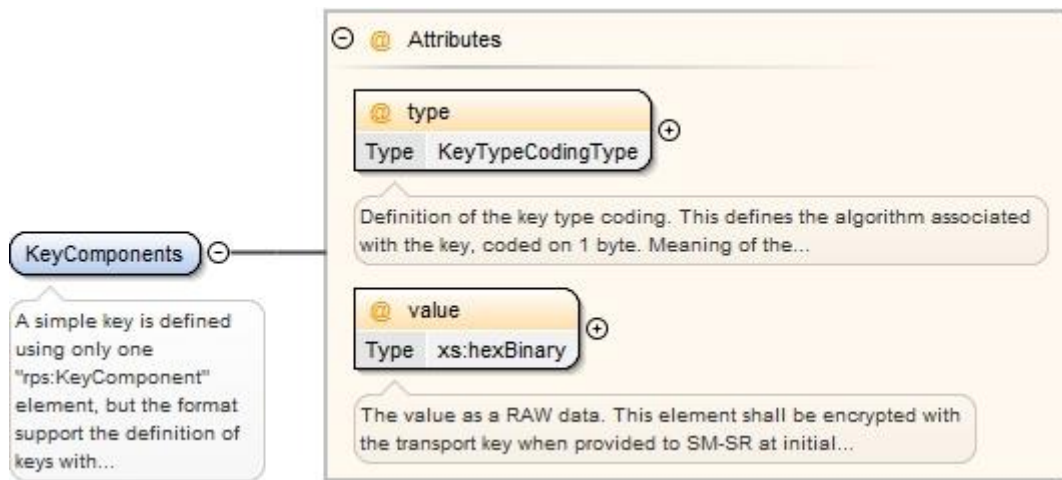 @ Attributes
@ type
Type KeyTypeCodingType
Definition of the key type coding. This defines the algorithm associated
with the key, coded on 1 byte. Meaning of the...
KeyComponents
A simple key is defined
using only one
"rps:KeyComponent"
element, but the format
support the definition of
keys with...
@ value
Type xs:hexBinary
The value as a RAW data. This element shall be encrypted with
the transport key when provided to SM-SR at initial...